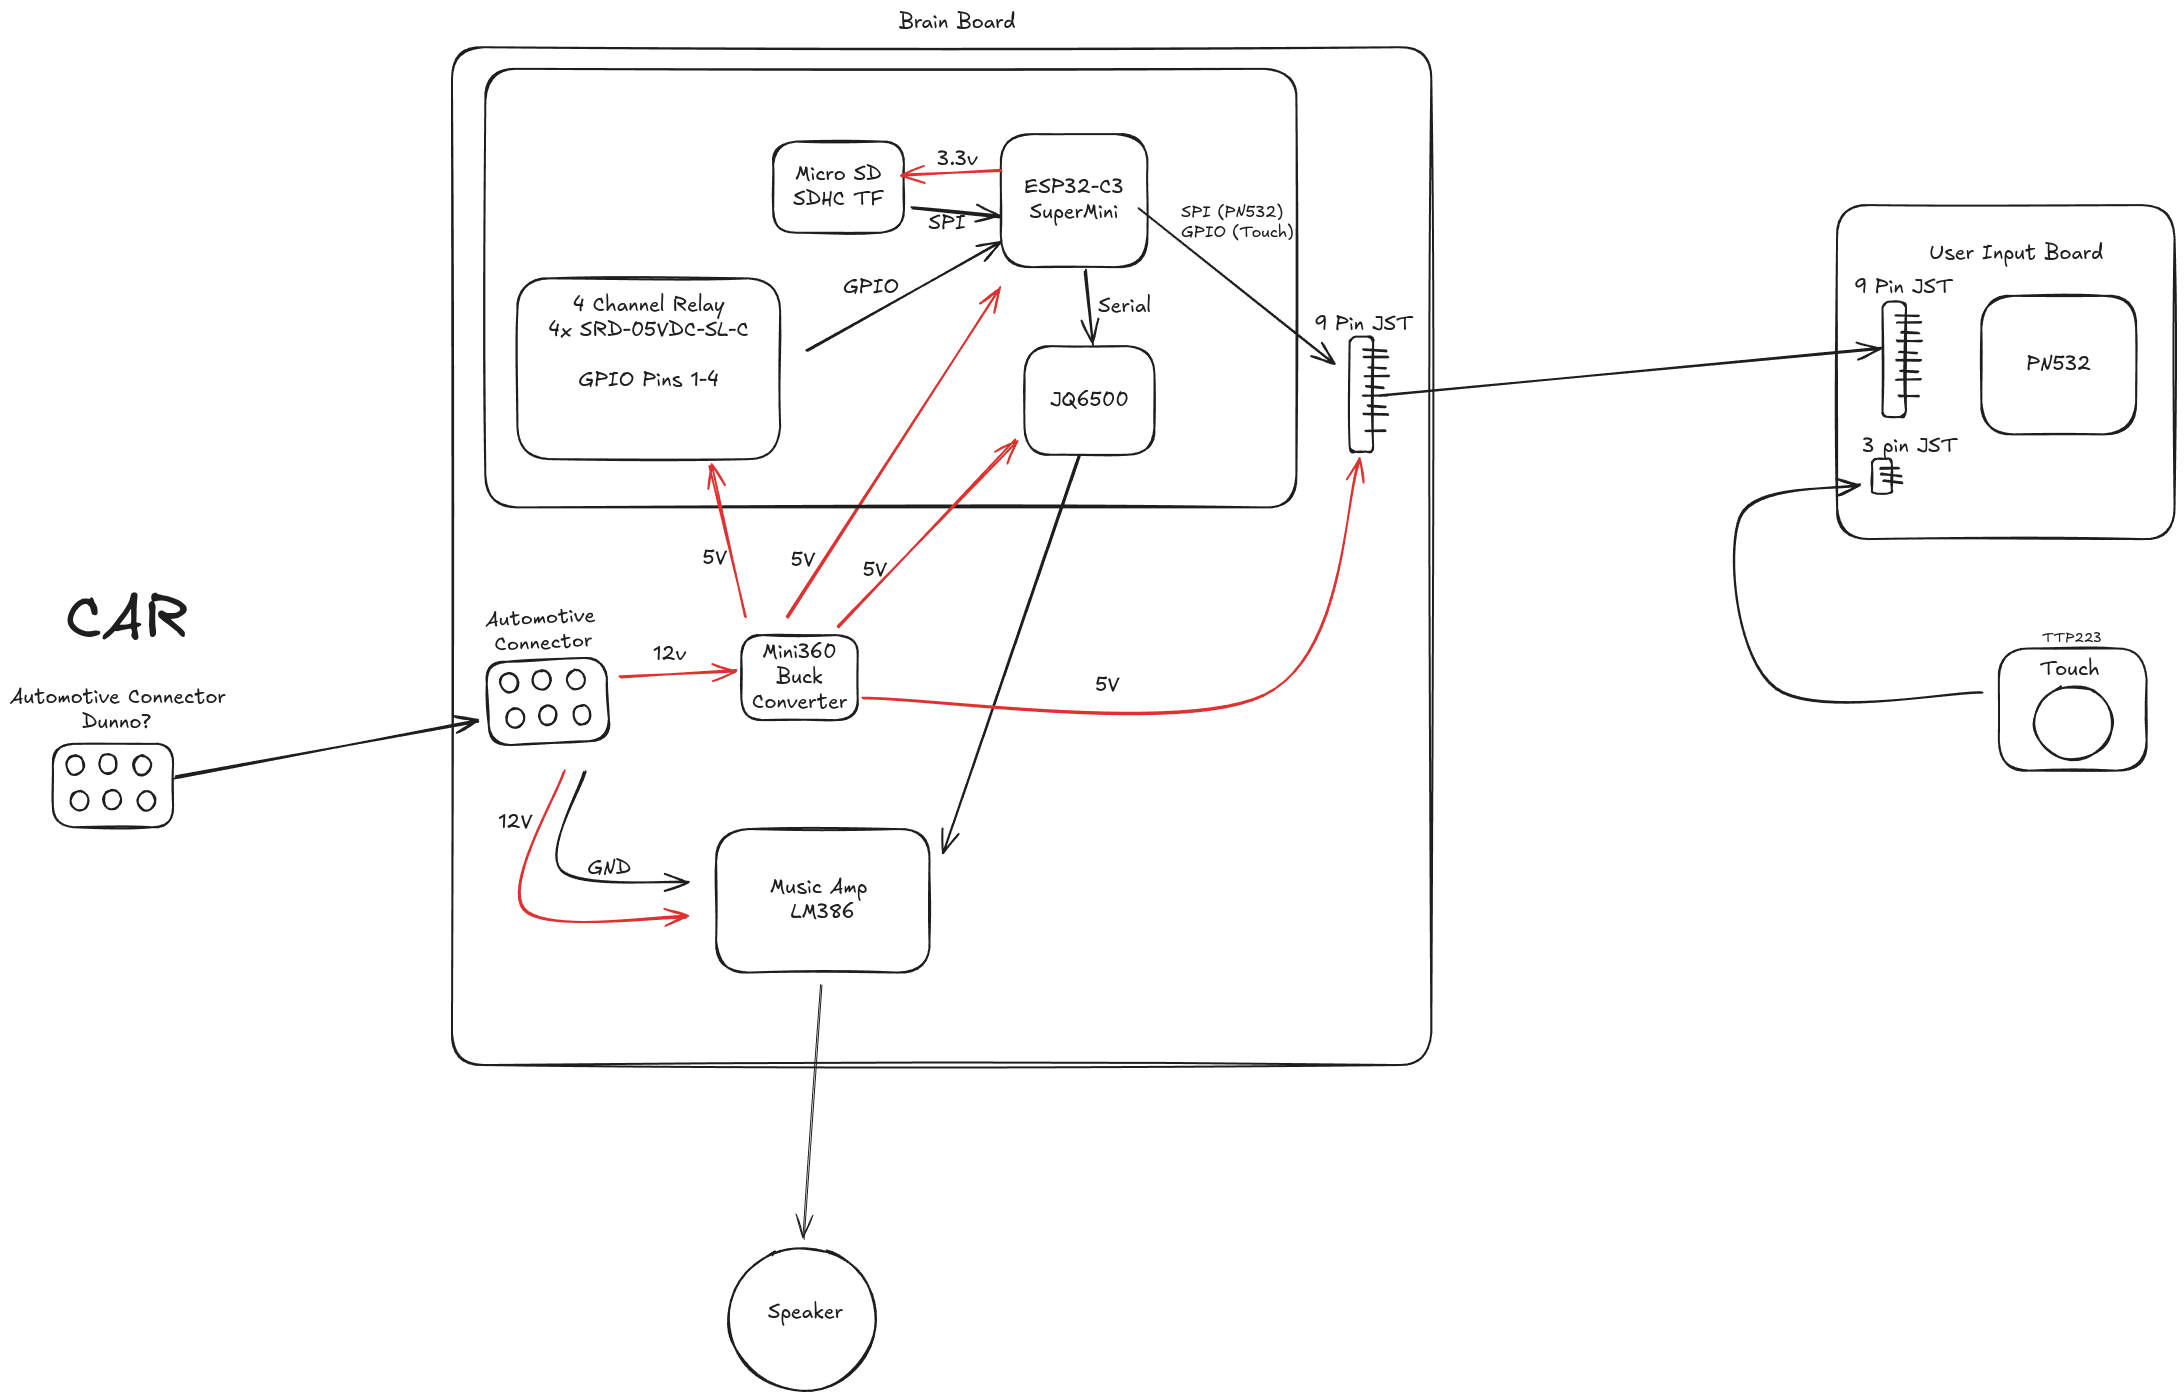 Brain Board
Micro SD
SDHC TF
3.3v
SPI
ESP32-C3
SuperMini
SPI (PN532)
GPIO (Touch)
GPIO
Serial
4 Channel Relay
4x SRD-05VDC-SL-C
GPIO Pins 1-4
JQ6500
9 Pin JST
User Input Board
9 Pin JST
PN532
3 pin JST
5V
5V
5V
CAR
Automotive Connector
Dunno?
Automotive
Connector
12v
Mini360
Buck
Converter
5V
TTP223
Touch
12V
GND
Music Amp
LM386
Speaker